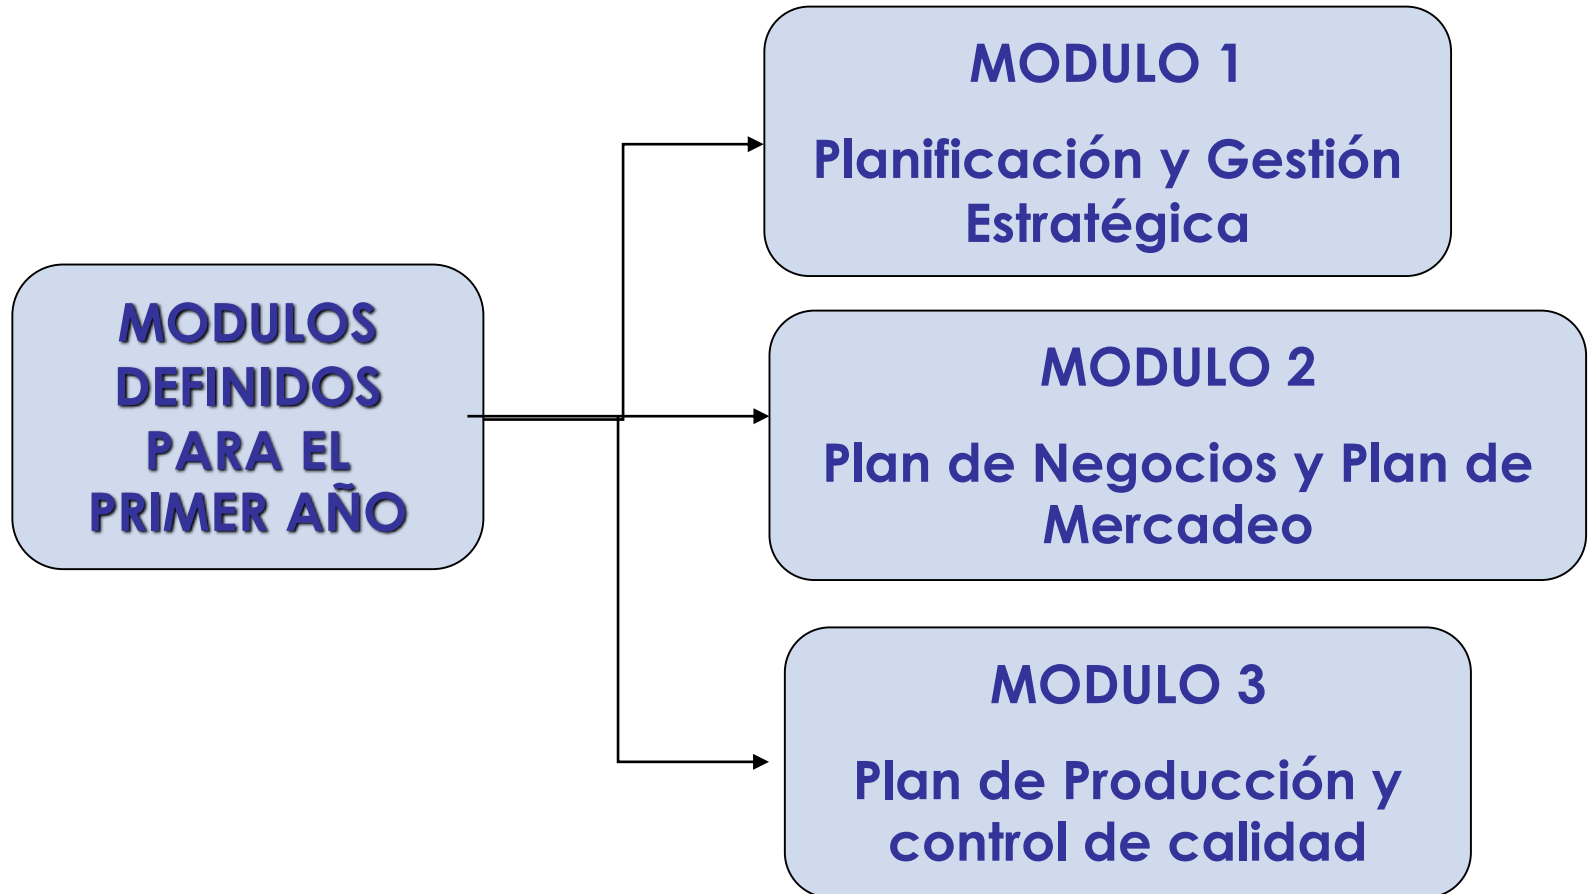 MODULOS
DEFINIDOS
PARA EL
PRIMER AÑO
MODULO 1
Planificación y Gestión
Estratégica
MODULO 2
Plan de Negocios y Plan de
Mercadeo
MODULO 3
Plan de Producción y
control de calidad